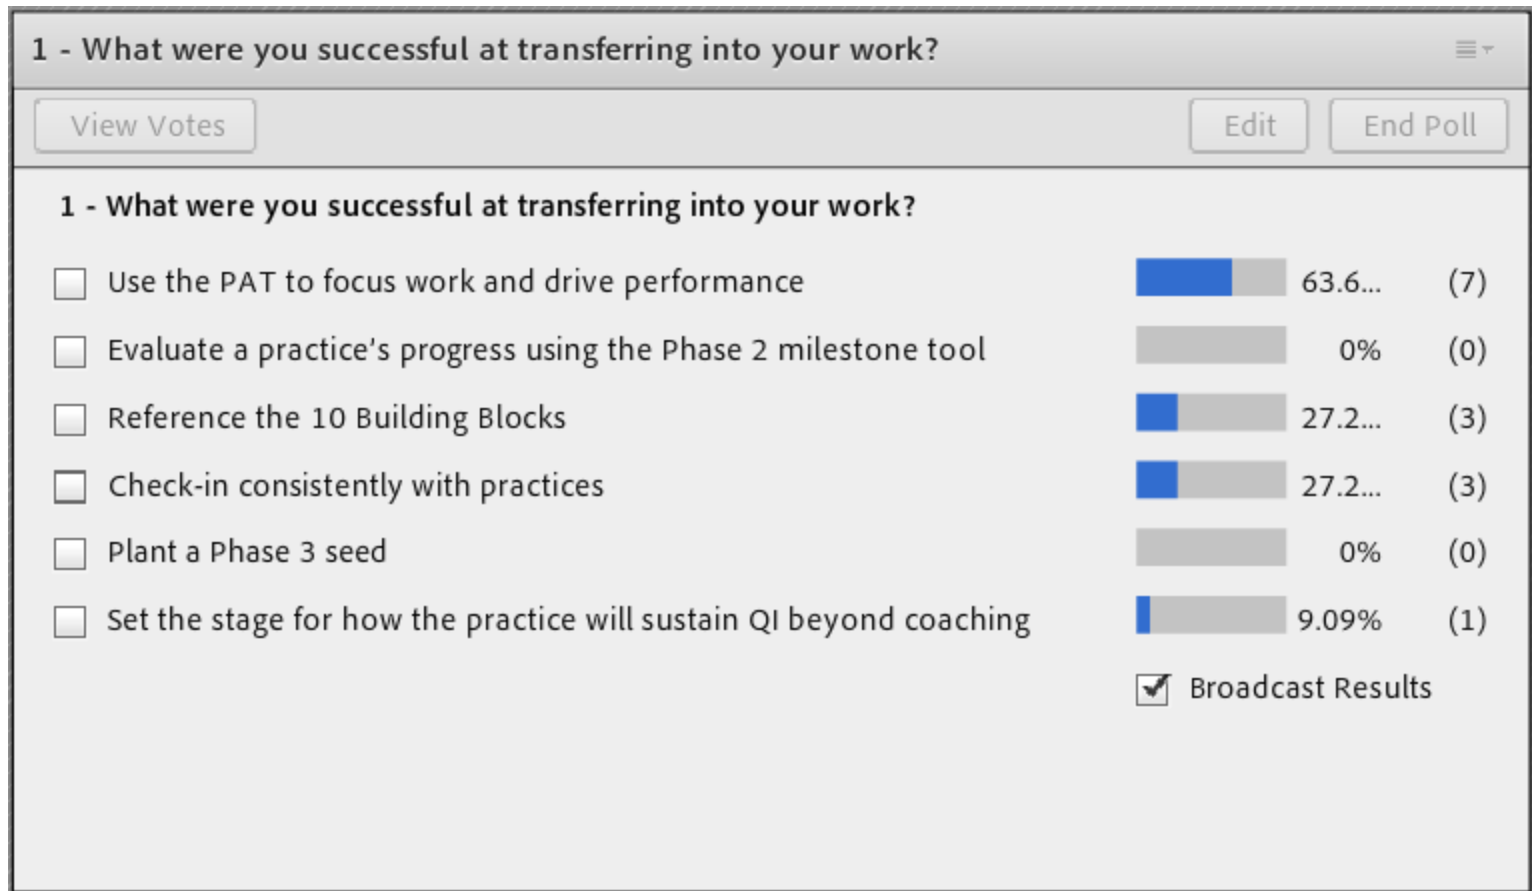 1 - What were you successful at transferring into your work?
View Votes Edit End Poll
1 - What were you successful at transferring into your work?
Use the PAT to focus work and drive performance 63.6... (7)
Evaluate a practice's progress using the Phase 2 milestone tool 0% (0)
Reference the 10 Building Blocks 27.2... (3)
Check-in consistently with practices 27.2... (3)
Plant a Phase 3 seed 0% (0)
Set the stage for how the practice will sustain QI beyond coaching 9.09% (1)
Broadcast Results